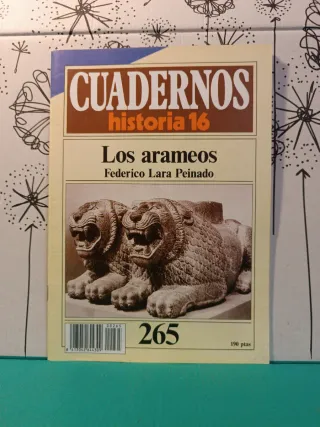 CUADERNOS
historia 16
Los arameos
Federico Lara Peinado
265
190 ptas